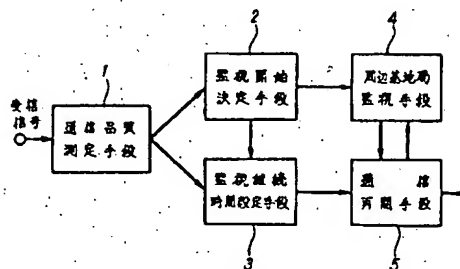 2
4
1
監視開始
決定手段
周辺基地局
監視手段
受信
信号
通信品質
測定手段
監視継続
時間設定手段
通信
再開手段
3
5